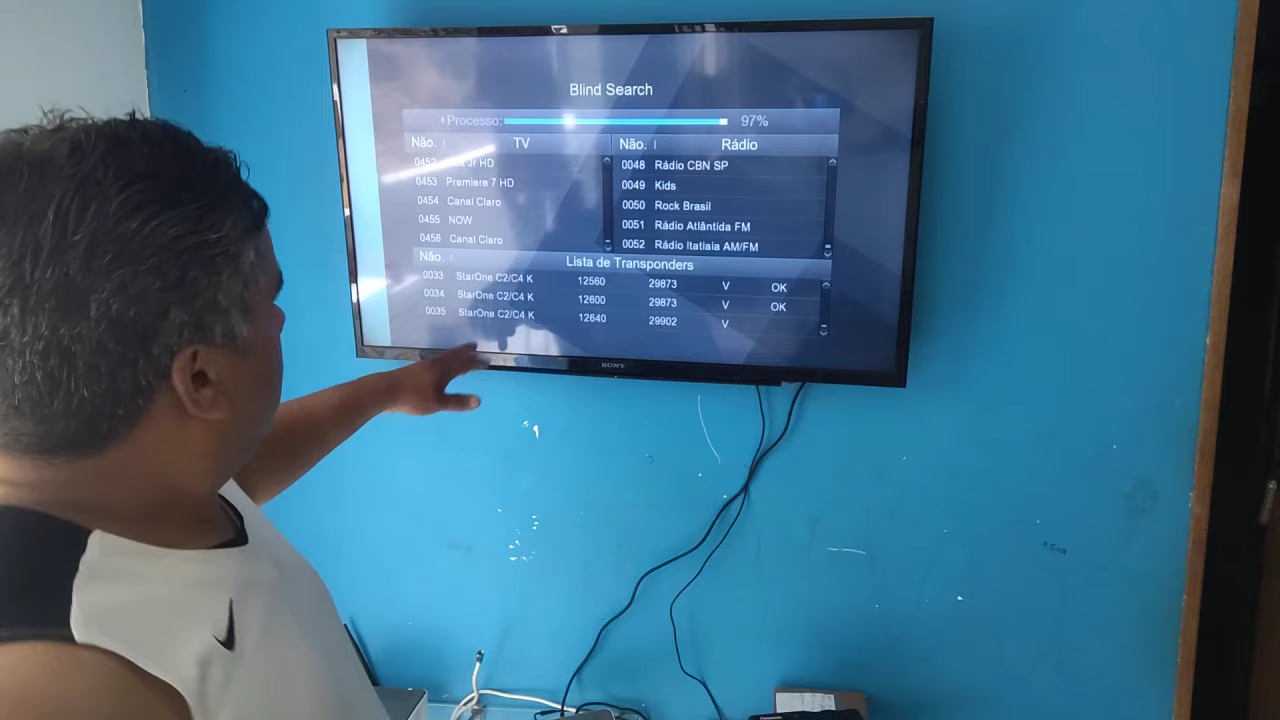 Blind Search
Processo: 97%
Não. TV
0452 Jr HD
0453 Premiere 7 HD
0454 Canal Claro
0455 NOW
0456 Canal Claro
Não. Rádio
0048 Rádio CBN SP
0049 Kids
0050 Rock Brasil
0051 Rádio Atlântida FM
0052 Rádio Itatiaia AM/FM
Não. Lista de Transponders
0033 StarOne C2/C4 K 12560 29873 V OK
0034 StarOne C2/C4 K 12600 29873 V OK
0035 StarOne C2/C4 K 12640 29902 V
SONY